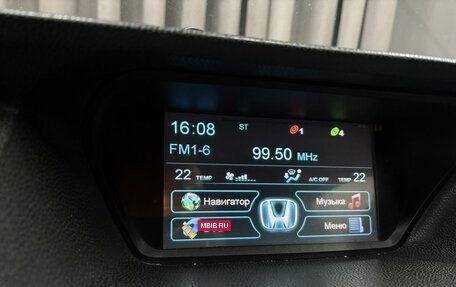 16:08 ST 1 4
FM1-6 99.50 MHz
22 TEMP A/C OFF TEMP 22
Навигатор Музыка
MBIB.RU Меню